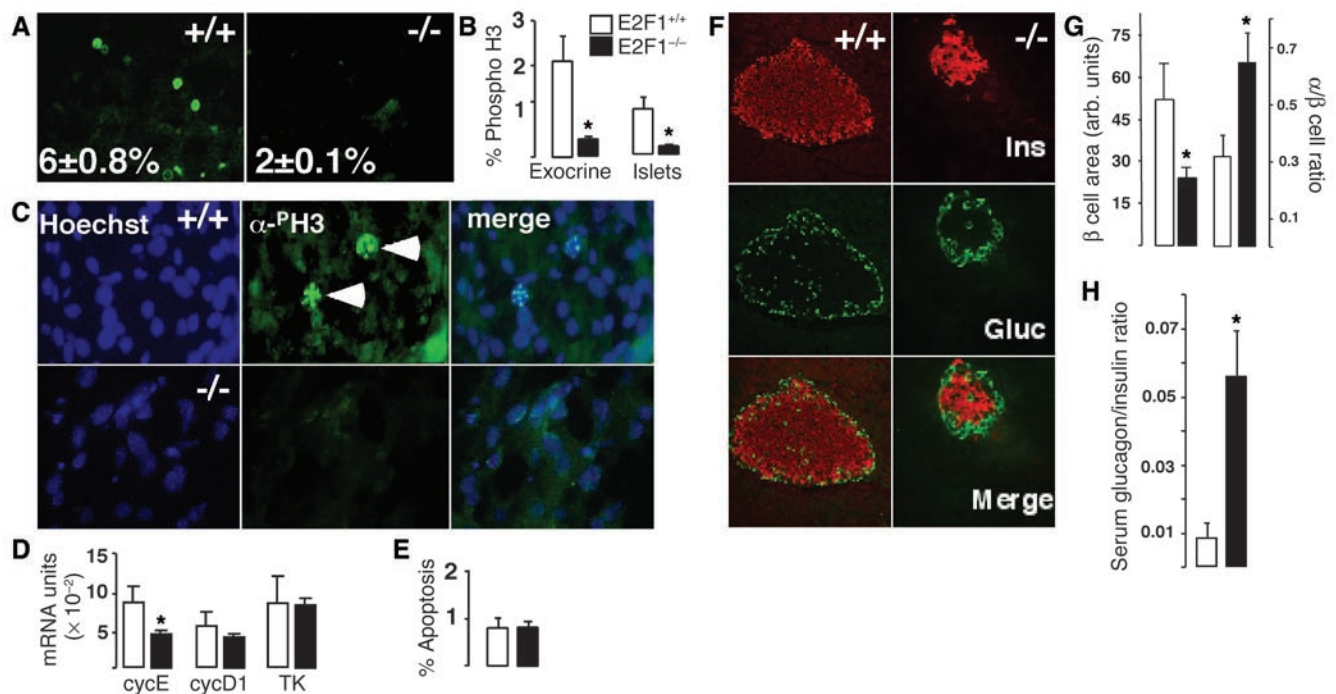 A
+/+
-/-
6±0.8%
2±0.1%
B
% Phospho H3
3
2
1
E2F1+/+
E2F1−/−
*
*
Exocrine
Islets
C
Hoechst
+/+
α-PH3
merge
-/-
D
mRNA units
(× 10−2)
15
10
5
*
cycE
cycD1
TK
E
% Apoptosis
2
1
F
+/+
-/-
Ins
Gluc
Merge
G
β cell area (arb. units)
75
60
45
30
15
*
*
0.7
0.5
0.3
0.1
α/β
cell ratio
H
Serum glucagon/insulin ratio
0.07
0.05
0.03
0.01
*